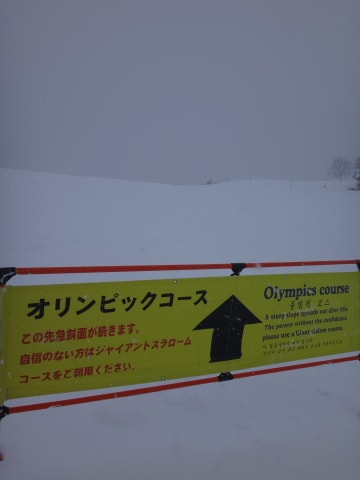 オリンピックコース
この先急斜面が続きます。
自信のない方はジャイアントスラローム
コースをご利用ください。
Olympics course
올림픽 코스
A steep slope spreads out after this.
The person without the confidence
please use a Giant Slalom course.